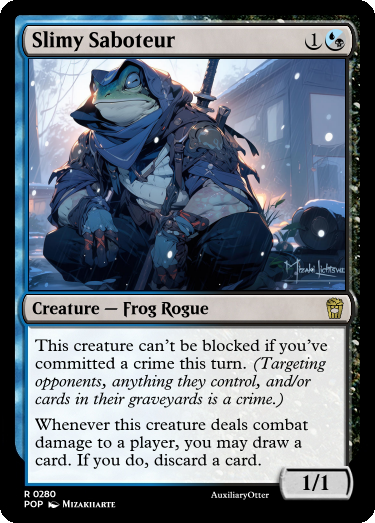 Slimy Saboteur 1
Creature — Frog Rogue
This creature can't be blocked if you've
committed a crime this turn. (Targeting
opponents, anything they control, and/or
cards in their graveyards is a crime.)
Whenever this creature deals combat
damage to a player, you may draw a
card. If you do, discard a card.
1/1
R 0280
POP Mizakiiarte AuxiliaryOtter